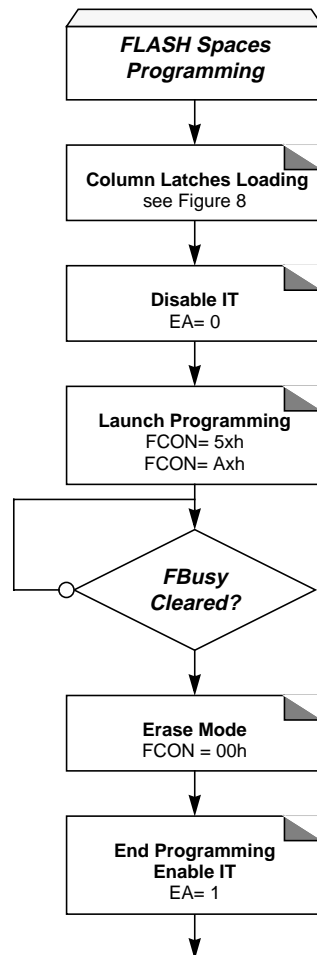 FLASH Spaces
Programming
Column Latches Loading
see Figure 8
Disable IT
EA= 0
Launch Programming
FCON= 5xh
FCON= Axh
FBusy
Cleared?
Erase Mode
FCON = 00h
End Programming
Enable IT
EA= 1